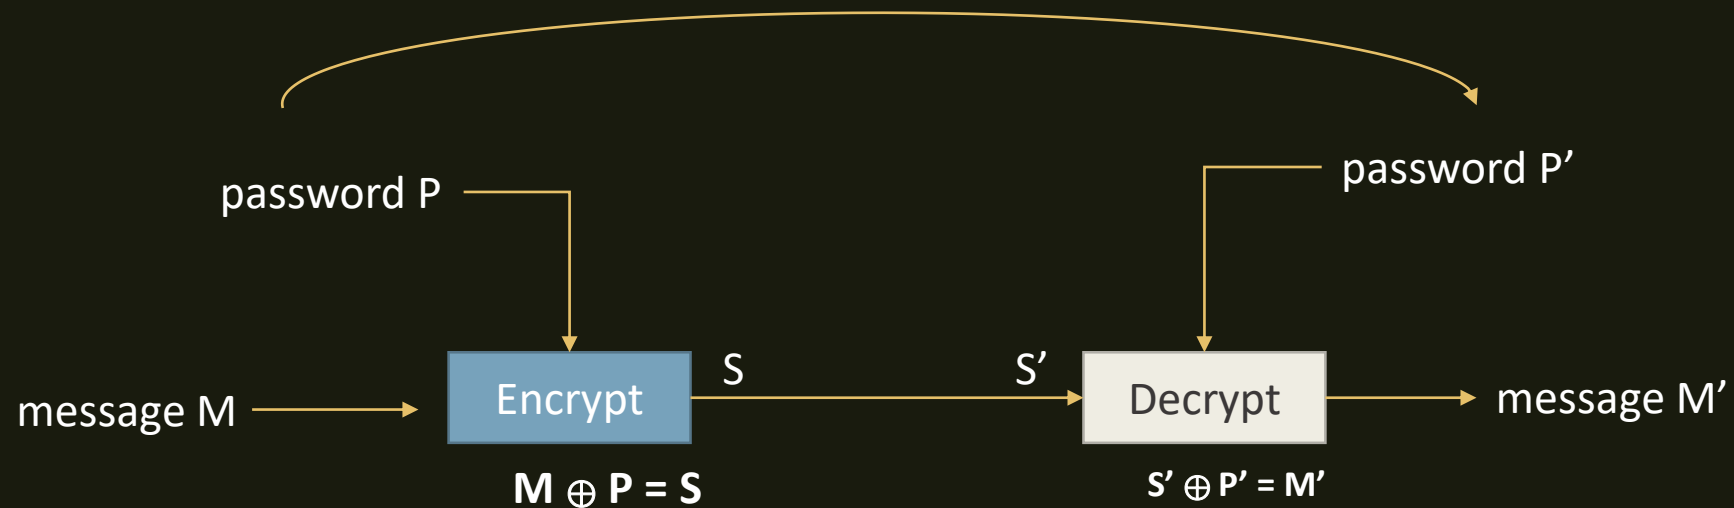 password P
password P’
S
S’
message M
Encrypt
Decrypt
message M’
M ⊕ P = S
S’ ⊕ P’ = M’